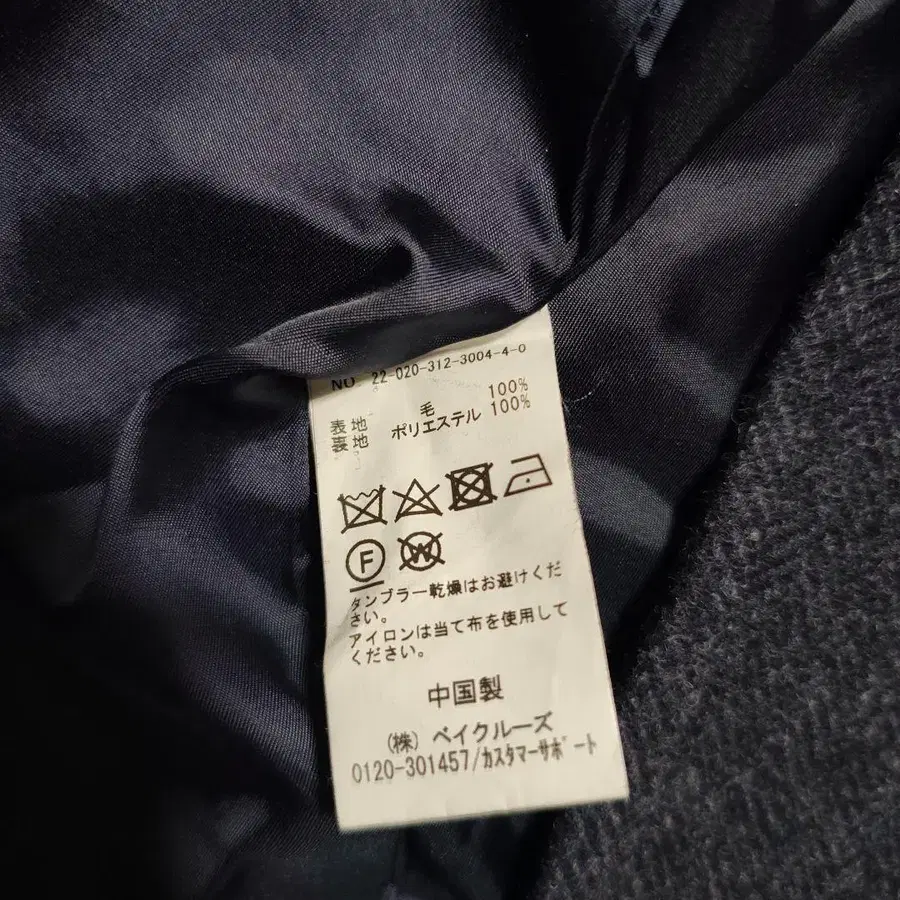 NO 22-020-312-3004-4-0
表地 毛 100%
裏地 ポリエステル 100%
F W
タンブラー乾燥はお避けくだ
さい。
アイロンは当て布を使用して
ください。
中国製
(株) ベイクルーズ
0120-301457/カスタマーサポート